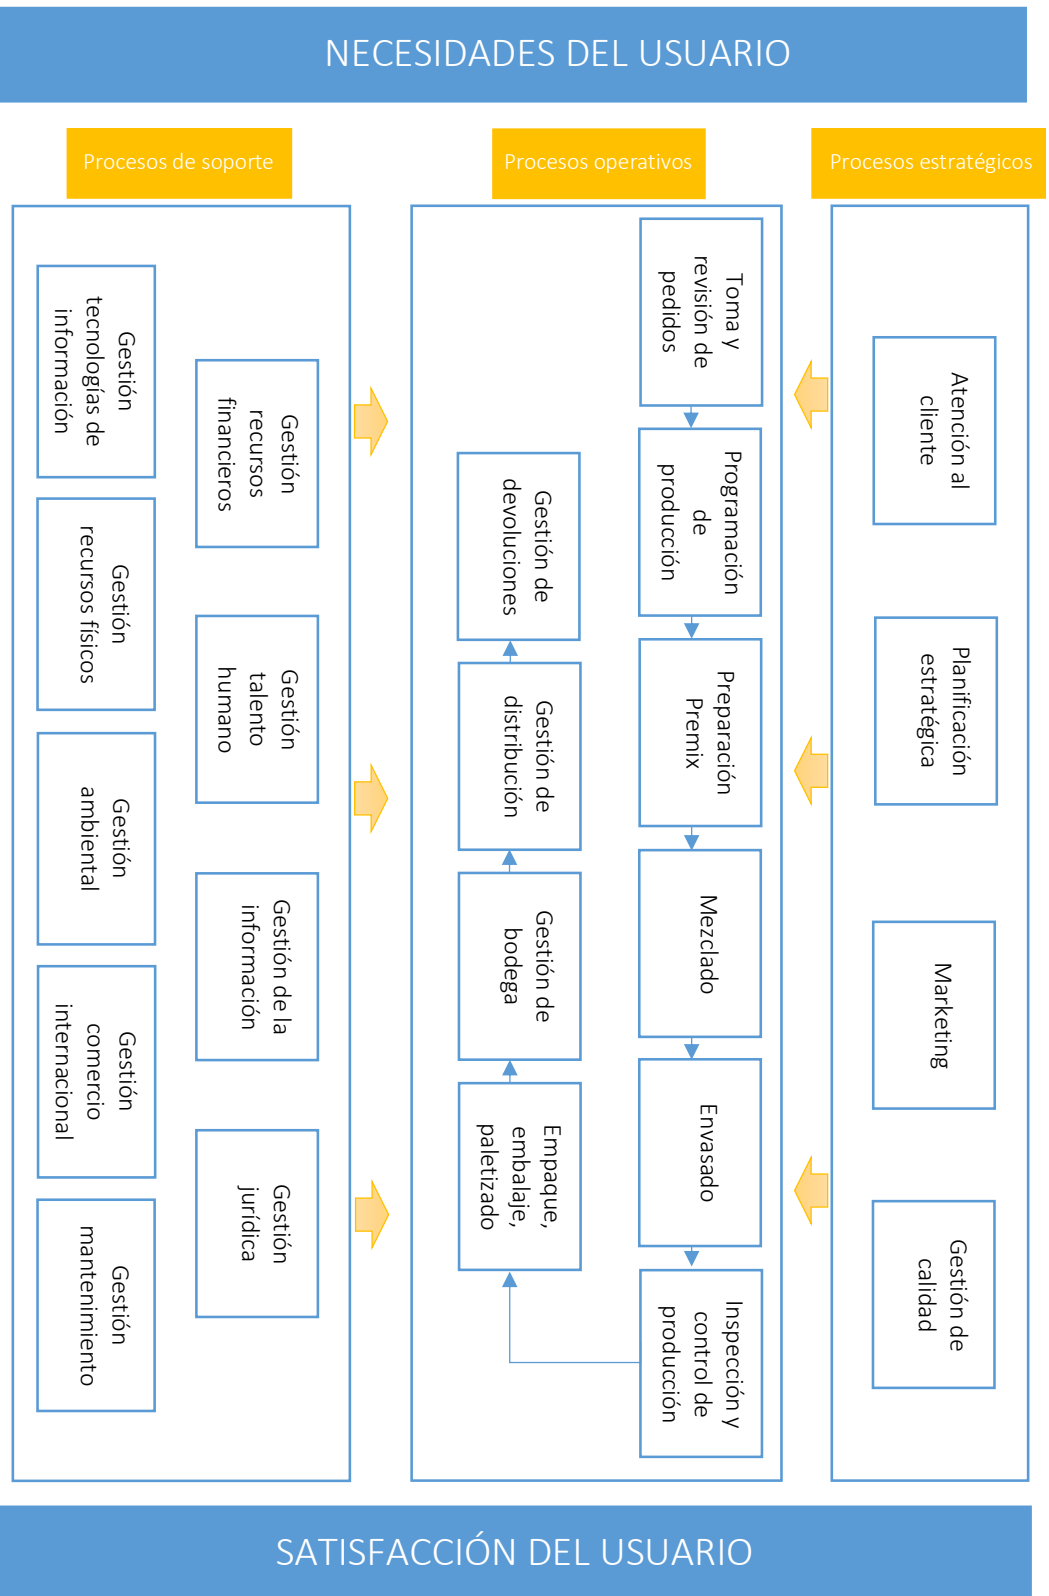 NECESIDADES DEL USUARIO
Procesos de soporte
Procesos operativos
Procesos estratégicos
Atención al
cliente
Planificación
estratégica
Marketing
Gestión de
calidad
Toma y
revisión de
pedidos
Programación
de
producción
Preparación
Premix
Mezclado
Envasado
Inspección y
control de
producción
Gestión de
devoluciones
Gestión de
distribución
Gestión de
bodega
Empaque,
embalaje,
paletizado
Gestión
recursos
financieros
Gestión
talento
humano
Gestión de la
información
Gestión
jurídica
Gestión
tecnologías de
información
Gestión
recursos físicos
Gestión
ambiental
Gestión
comercio
internacional
Gestión
mantenimiento
SATISFACCIÓN DEL USUARIO